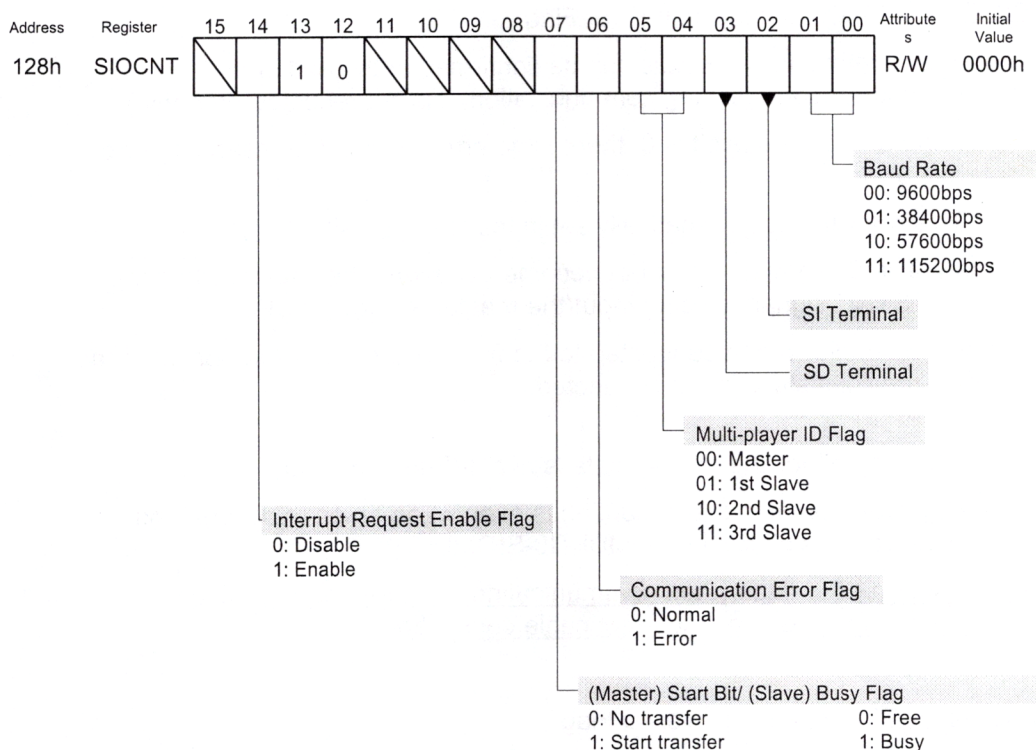 Address Register 15 14 13 12 11 10 09 08 07 06 05 04 03 02 01 00 Attribute
s Initial
Value
128h SIOCNT 1 0 R/W 0000h
Baud Rate
00: 9600bps
01: 38400bps
10: 57600bps
11: 115200bps
SI Terminal
SD Terminal
Multi-player ID Flag
00: Master
01: 1st Slave
10: 2nd Slave
11: 3rd Slave
Interrupt Request Enable Flag
0: Disable
1: Enable
Communication Error Flag
0: Normal
1: Error
(Master) Start Bit/ (Slave) Busy Flag
0: No transfer 0: Free
1: Start transfer 1: Busy